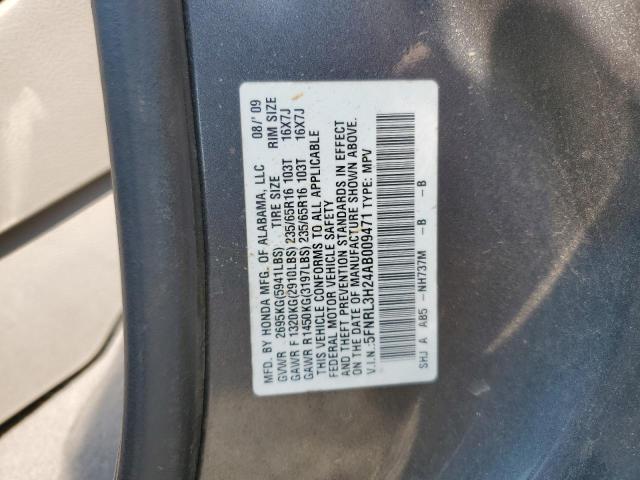 MFD. BY HONDA MFG. OF ALABAMA, LLC 08/'09
GVWR 2695KG(5941LBS) TIRE SIZE RIM SIZE
GAWR F 1320KG(2910LBS) 235/65R16 103T 16X7J
GAWR R 1450KG(3197LBS) 235/65R16 103T 16X7J
THIS VEHICLE CONFORMS TO ALL APPLICABLE
FEDERAL MOTOR VEHICLE SAFETY
AND THEFT PREVENTION STANDARDS IN EFFECT
ON THE DATE OF MANUFACTURE SHOWN ABOVE.
V.I.N.:5FNRL3H24AB009471 TYPE: MPV
SHJ A AB5 -NH737M -B -B